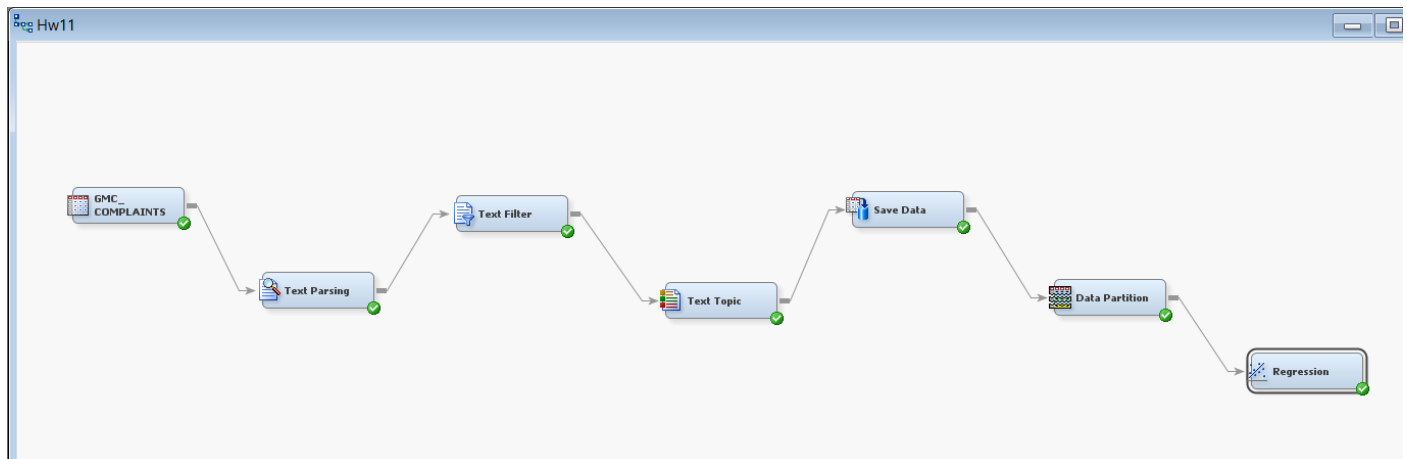 Hw11
GMC_
COMPLAINTS
Text Parsing
Text Filter
Text Topic
Save Data
Data Partition
Regression